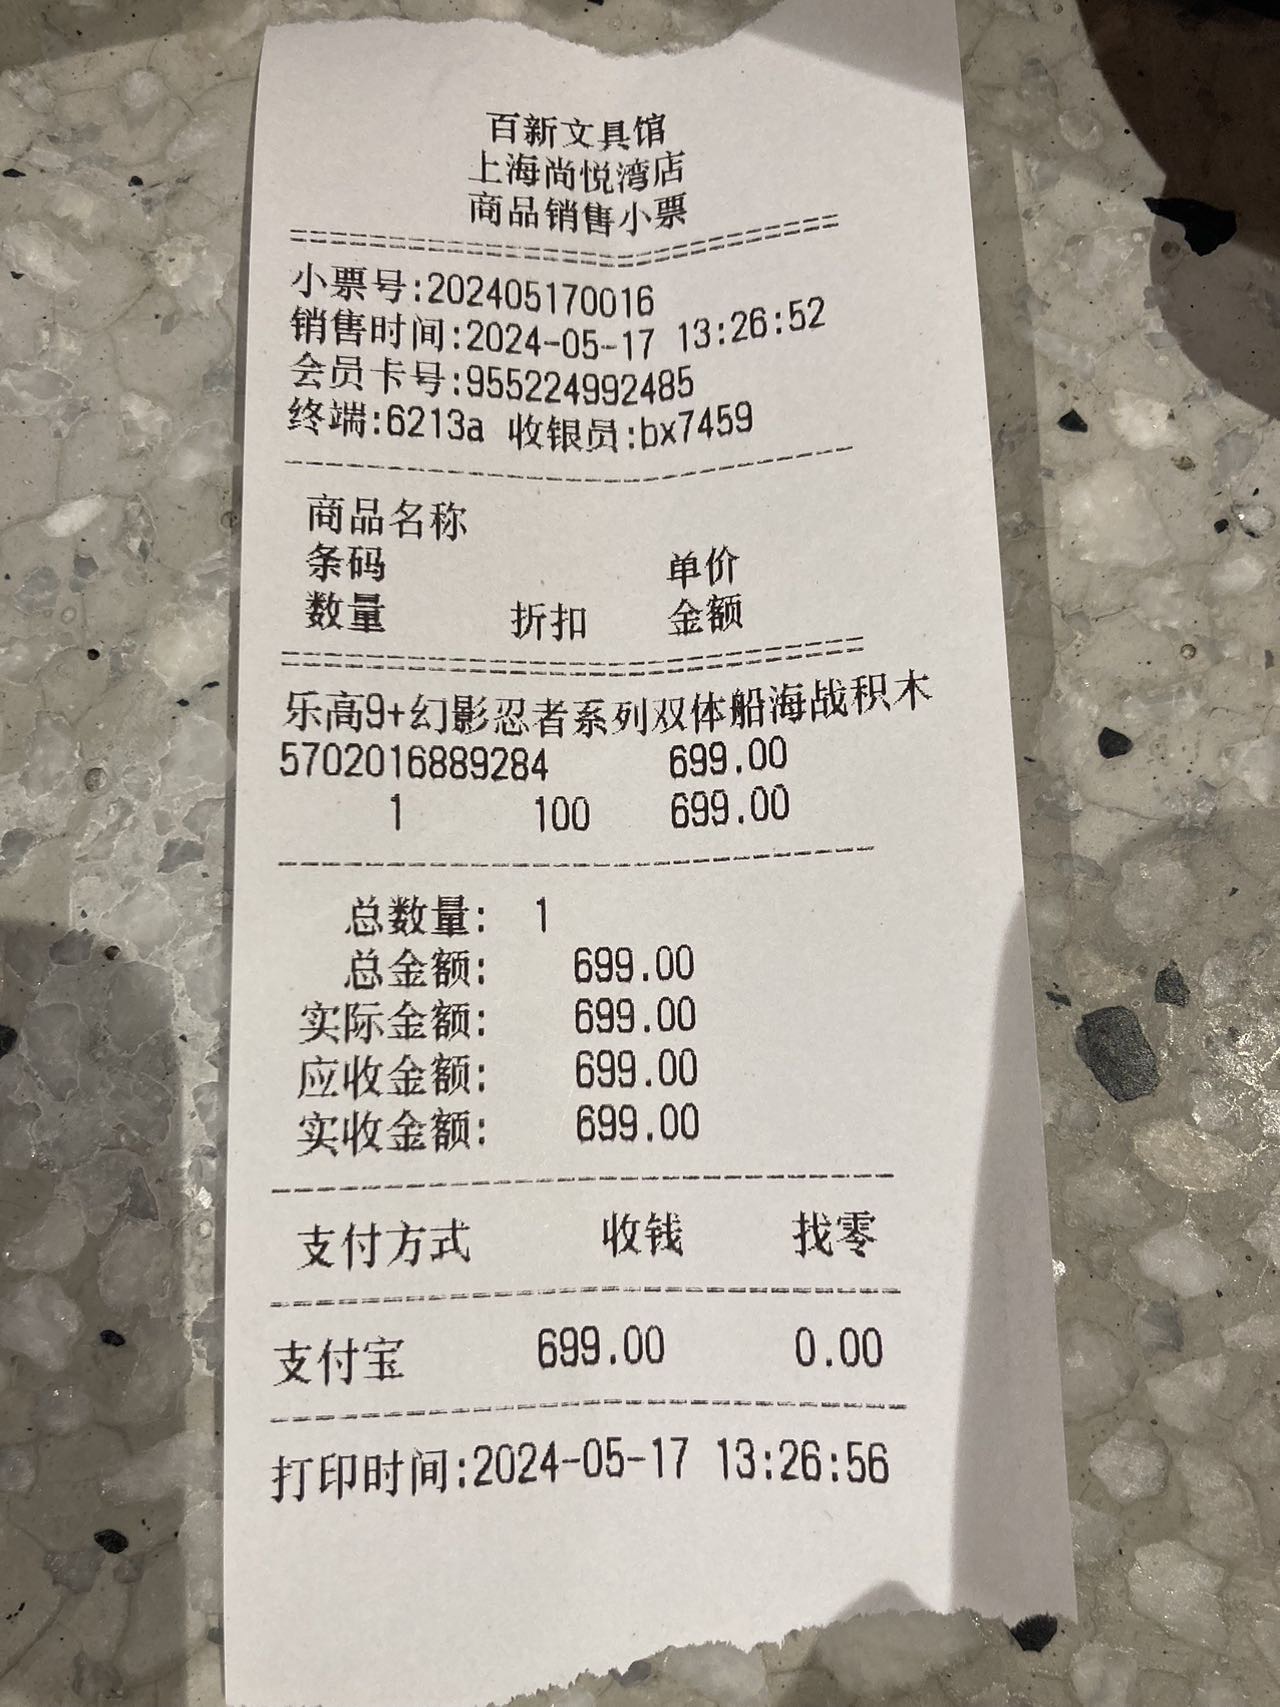 百新文具馆
上海尚悦湾店
商品销售小票
================================
小票号:202405170016
销售时间:2024-05-17 13:26:52
会员卡号:955224992485
终端:6213a 收银员:bx7459
--------------------------------
商品名称
条码 单价
数量 折扣 金额
================================
乐高9+幻影忍者系列双体船海战积木
5702016889284 699.00
1 100 699.00
--------------------------------
总数量: 1
总金额: 699.00
实际金额: 699.00
应收金额: 699.00
实收金额: 699.00
--------------------------------
支付方式 收钱 找零
--------------------------------
支付宝 699.00 0.00
--------------------------------
打印时间:2024-05-17 13:26:56